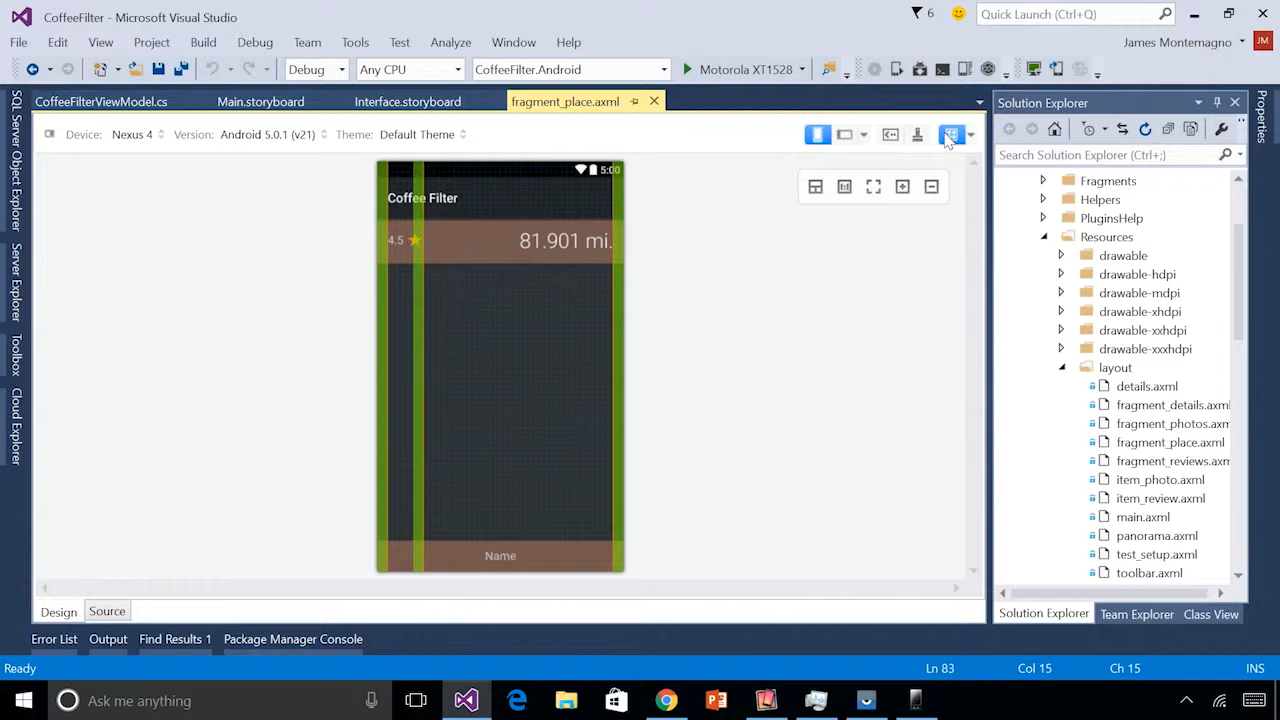 CoffeeFilter - Microsoft Visual Studio
6
Quick Launch (Ctrl+Q)
File Edit View Project Build Debug Team Tools Test Analyze Window Help
James Montemagno
JM
Debug
Any CPU
CoffeeFilter.Android
Motorola XT1528
SQL Server Object Explorer
Server Explorer
Toolbox
Cloud Explorer
CoffeeFilterViewModel.cs
Main.storyboard
Interface.storyboard
fragment_place.axml
Device: Nexus 4
Version: Android 5.0.1 (v21)
Theme: Default Theme
5:00
Coffee Filter
4.5
81.901 mi.
Name
Design
Source
Solution Explorer
Search Solution Explorer (Ctrl+;)
Fragments
Helpers
PluginsHelp
Resources
drawable
drawable-hdpi
drawable-mdpi
drawable-xhdpi
drawable-xxhdpi
drawable-xxxhdpi
layout
details.axml
fragment_details.axml
fragment_photos.axm
fragment_place.axml
fragment_reviews.axm
item_photo.axml
item_review.axml
main.axml
panorama.axml
test_setup.axml
toolbar.axml
Solution Explorer
Team Explorer
Class View
Properties
Error List
Output
Find Results 1
Package Manager Console
Ready
Ln 83
Col 15
Ch 15
INS
Ask me anything